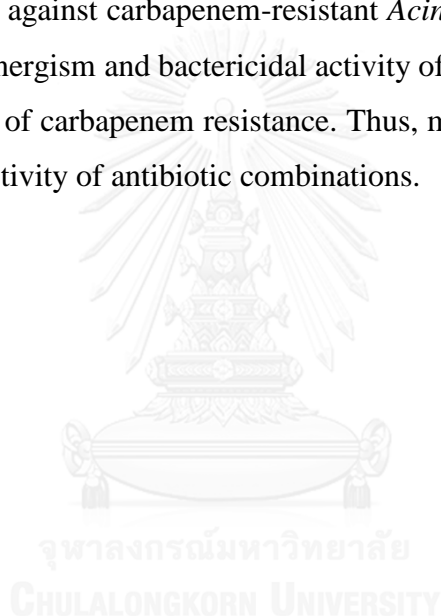 against carbapenem-resistant Acin
nergism and bactericidal activity of
of carbapenem resistance. Thus, m
tivity of antibiotic combinations.
จุฬาลงกรณ์มหาวิทยาลัย
CHULALONGKORN UNIVERSITY